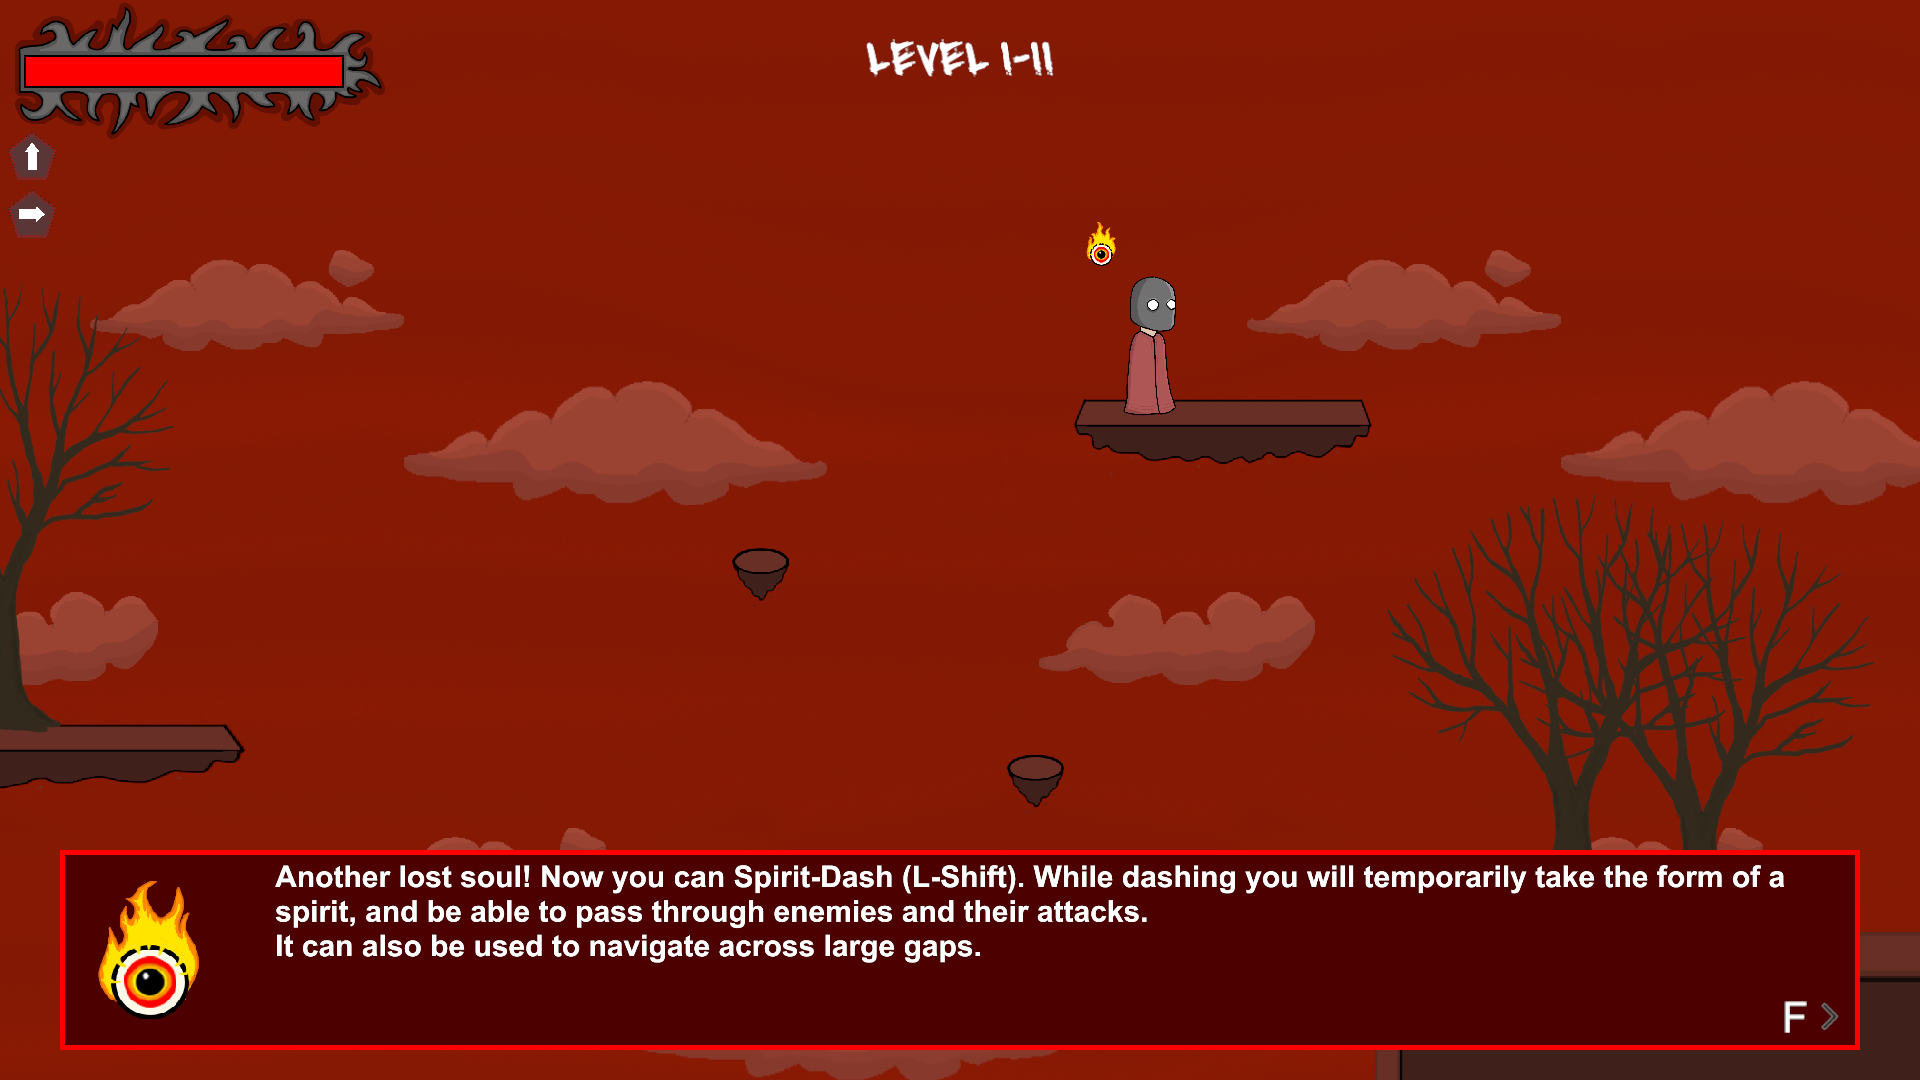 LEVEL 1-11
Another lost soul! Now you can Spirit-Dash (L-Shift). While dashing you will temporarily take the form of a
spirit, and be able to pass through enemies and their attacks.
It can also be used to navigate across large gaps.
F